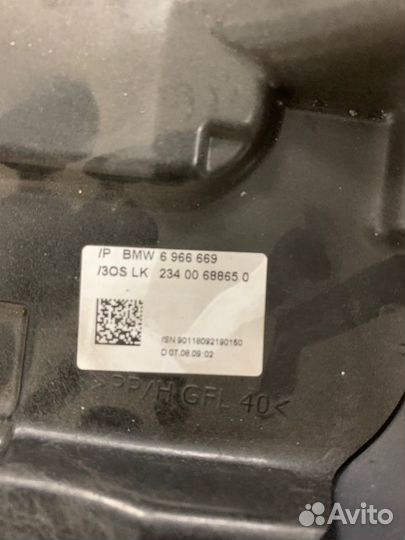 /P BMW 6 966 669
/3OS LK 234 00 68865 0
/SN 90118092190150
D 07.08.09:02
>PP/H GFL 40<
Avito